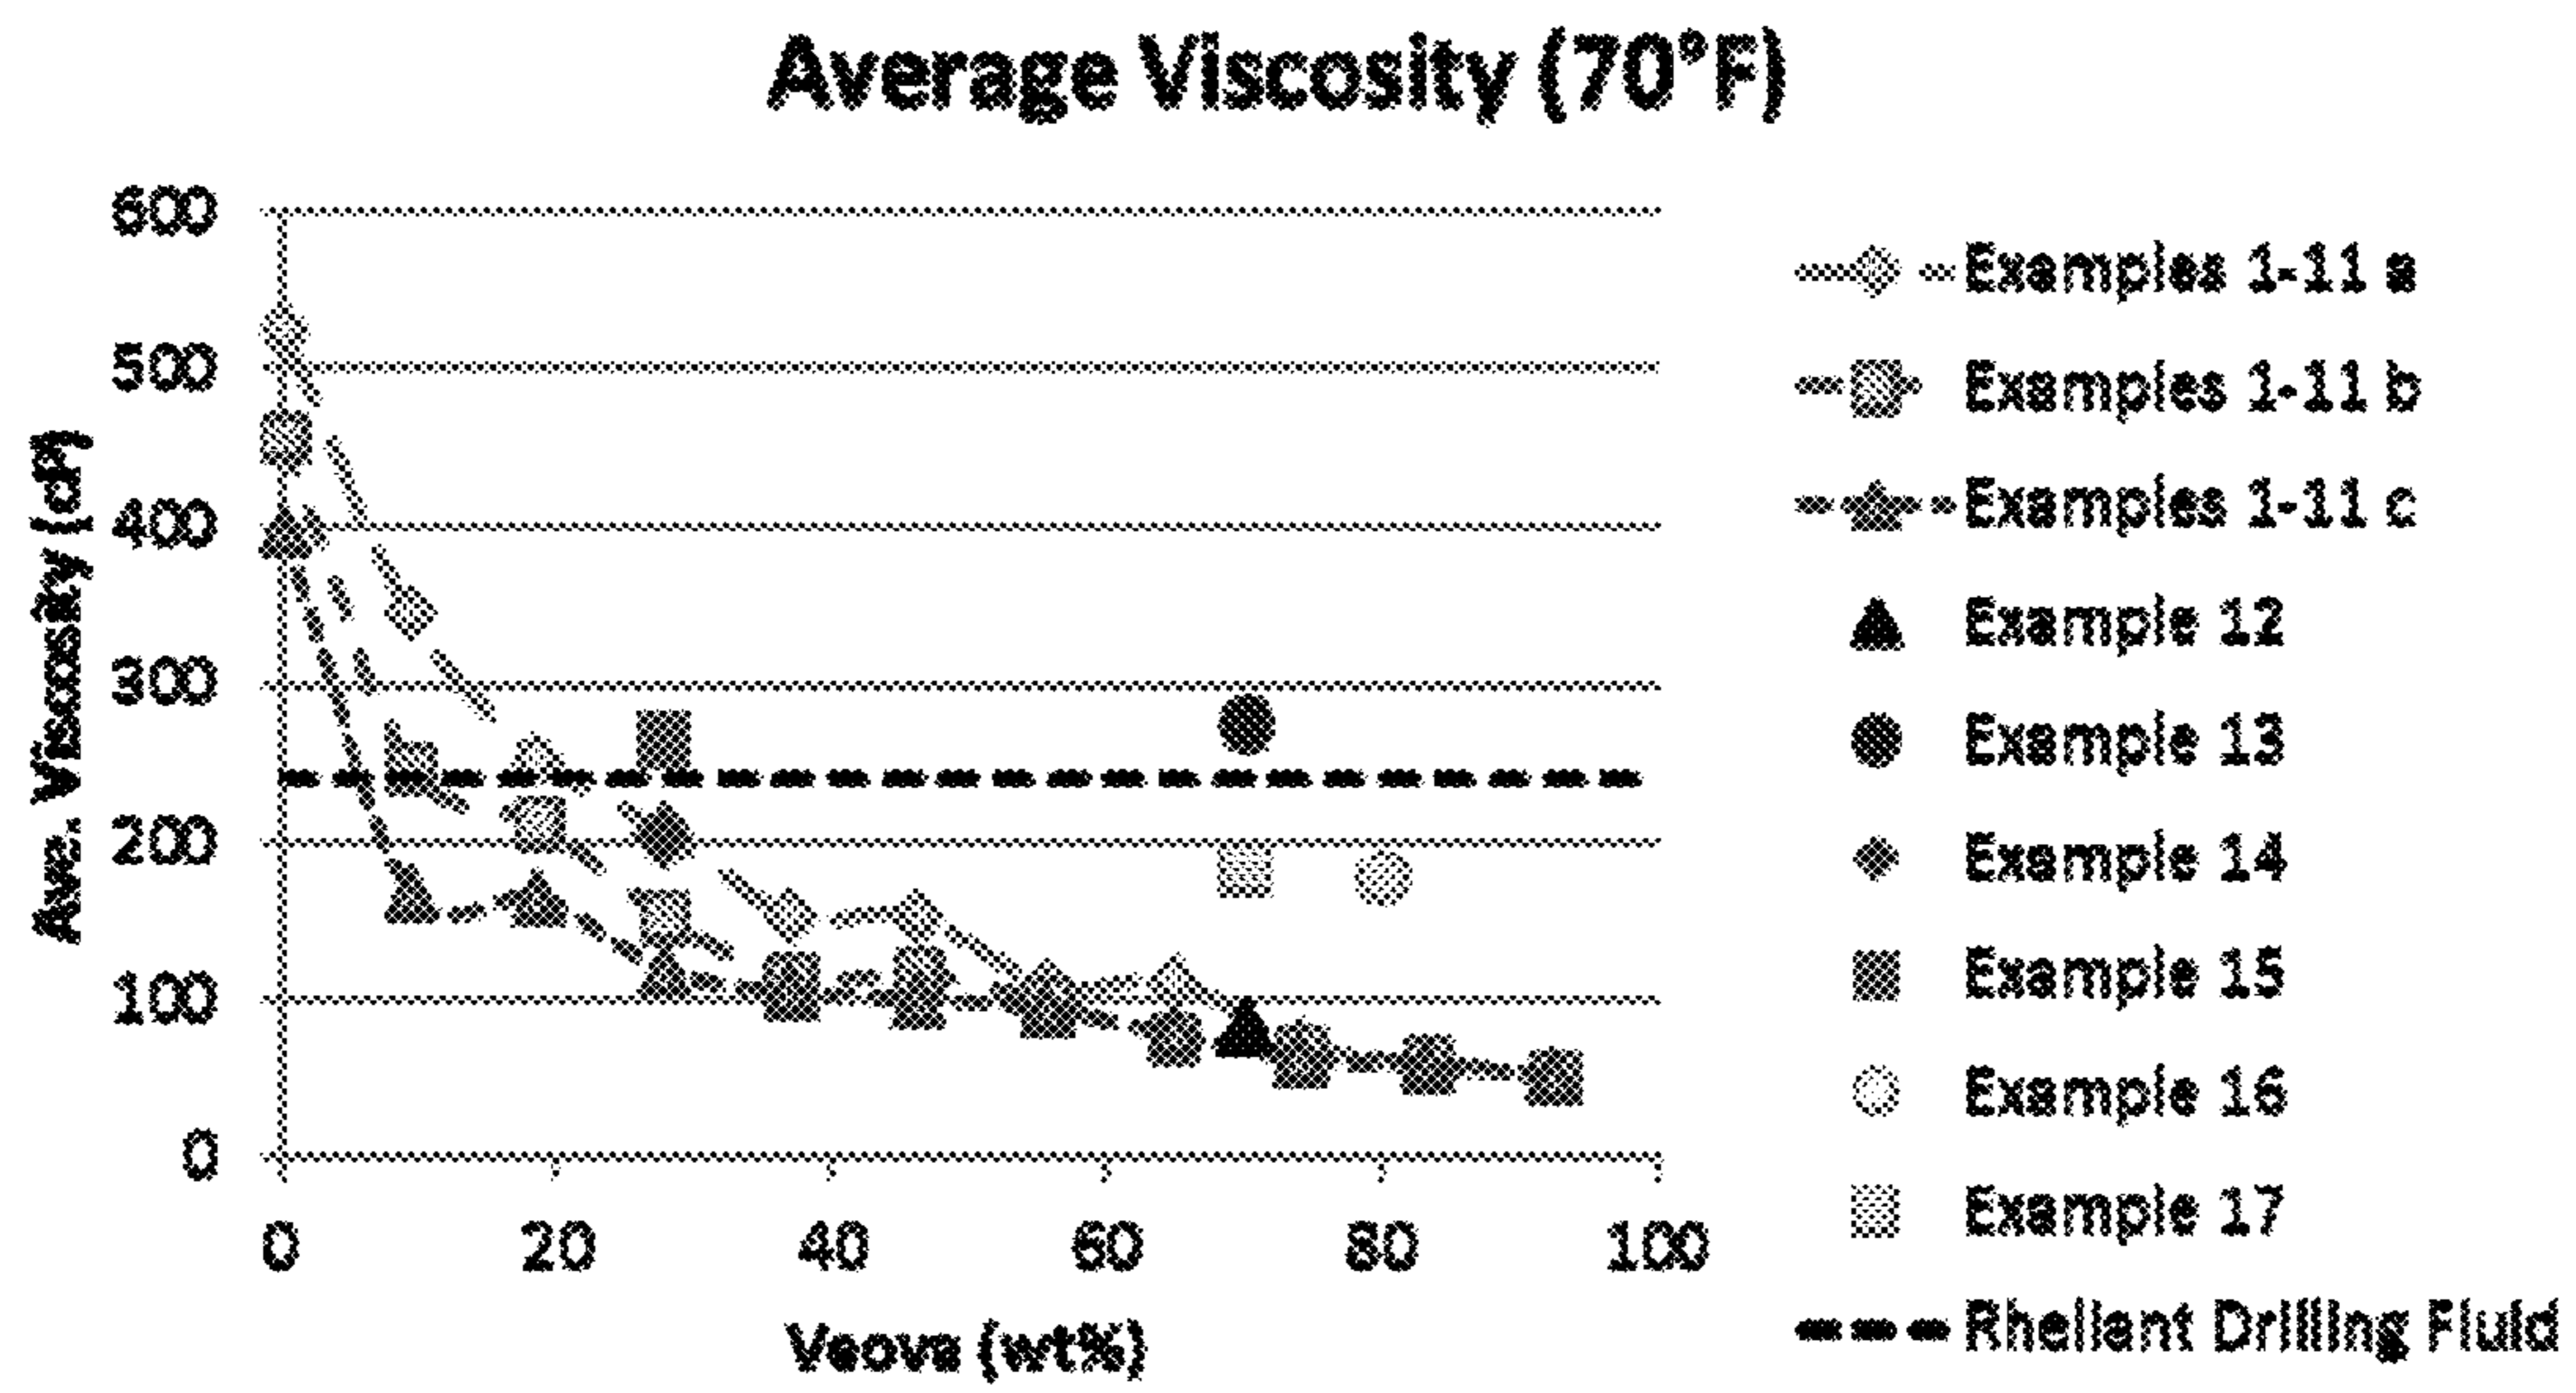 Average Viscosity (70°F)
600
500
400
300
200
100
0
Ave. Viscosity (cP)
0 20 40 60 80 100
Veova (wt%)
Examples 1-11 a
Examples 1-11 b
Examples 1-11 c
Example 12
Example 13
Example 14
Example 15
Example 16
Example 17
Rheliant Drilling Fluid